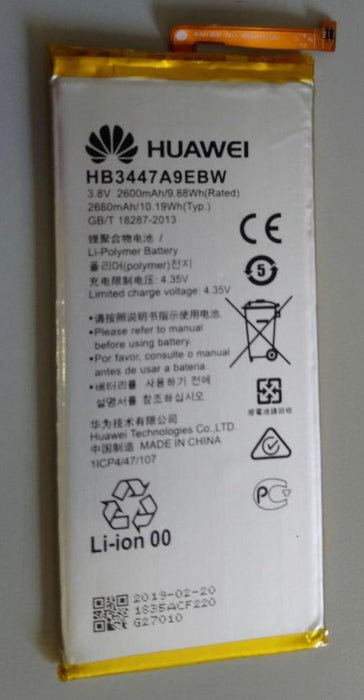 HUAWEI
HB3447A9EBW
3.8V 2600mAh/9.88Wh(Rated)
2680mAh/10.19Wh(Typ.)
GB/T 18287-2013
锂聚合物电池 /
Li-Polymer Battery
폴리머(polymer)전지
充电限制电压: 4.35V
Limited charge voltage: 4.35V
•请按照说明书指示使用电池.
•Please refer to manual
before using battery.
•Por favor, consulte o manual
antes de usar a bateria.
•배터리를 사용하기 전에
설명서를 참조하십시오
华为技术有限公司
Huawei Technologies Co.,LTD.
中国制造 MADE IN CHINA
1ICP4/47/107
CE
5
廢電池回收
PC
Li-ion 00
2019-02-20
1835ACF220
G27010